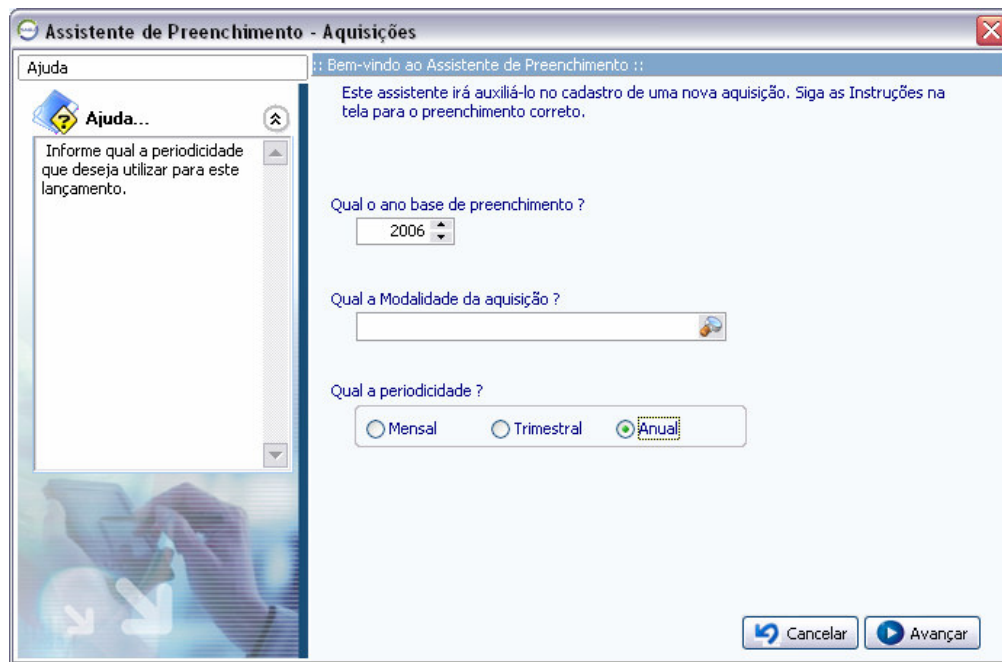 Assistente de Preenchimento - Aquisições
Ajuda
:: Bem-vindo ao Assistente de Preenchimento ::
Ajuda...
Informe qual a periodicidade
que deseja utilizar para este
lançamento.
Este assistente irá auxiliá-lo no cadastro de uma nova aquisição. Siga as Instruções na
tela para o preenchimento correto.
Qual o ano base de preenchimento ?
2006
Qual a Modalidade da aquisição ?
Qual a periodicidade ?
Mensal Trimestral Anual
Cancelar Avançar